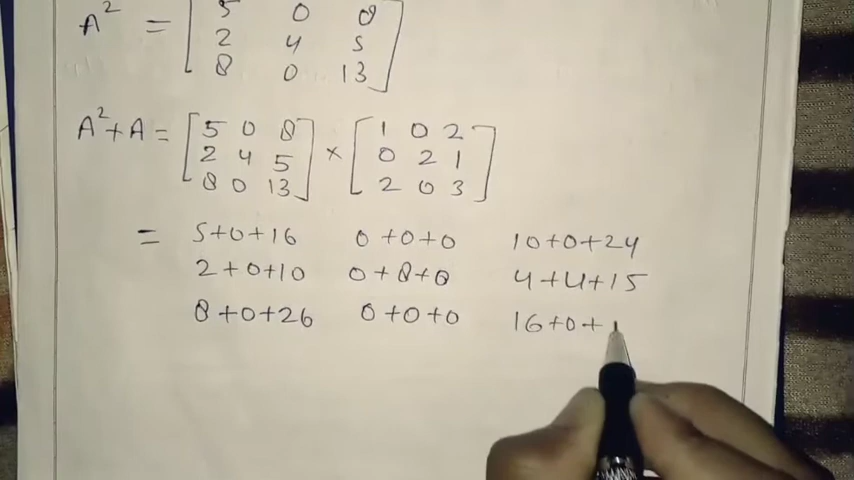 A² = [ 5 0 8
2 4 5
8 0 13 ]
A²+A = [ 5 0 8 ] × [ 1 0 2 ]
2 4 5 0 2 1
8 0 13 2 0 3
= 5+0+16 0+0+0 10+0+24
2+0+10 0+8+0 4+4+15
8+0+26 0+0+0 16+0+